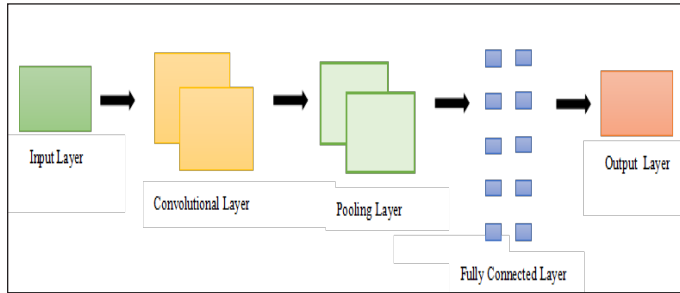 Input Layer
Convolutional Layer
Pooling Layer
Fully Connected Layer
Output Layer